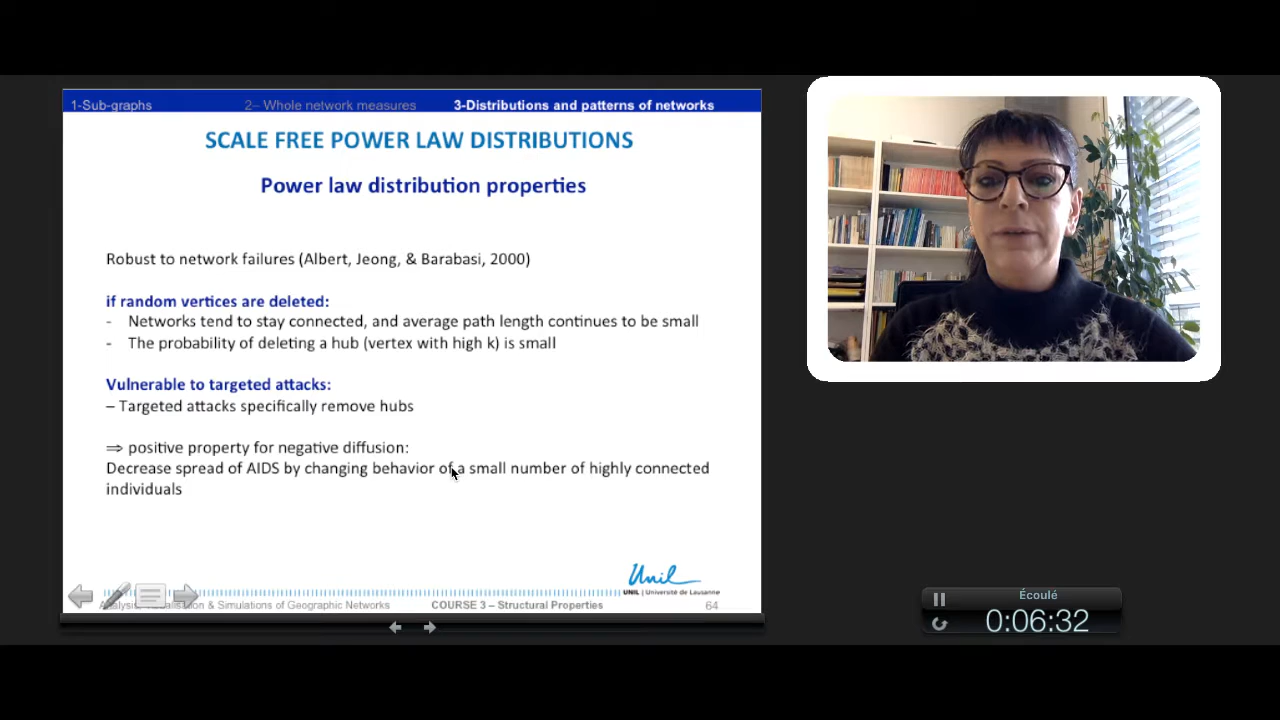 1-Sub-graphs 2– Whole network measures 3-Distributions and patterns of networks
SCALE FREE POWER LAW DISTRIBUTIONS
Power law distribution properties
Robust to network failures (Albert, Jeong, & Barabasi, 2000)
if random vertices are deleted:
- Networks tend to stay connected, and average path length continues to be small
- The probability of deleting a hub (vertex with high k) is small
Vulnerable to targeted attacks:
– Targeted attacks specifically remove hubs
⇒ positive property for negative diffusion:
Decrease spread of AIDS by changing behavior of a small number of highly connected
individuals
Unil
UNIL | Université de Lausanne
& Simulations of Geographic Networks COURSE 3 – Structural Properties 64
Écoulé
0:06:32